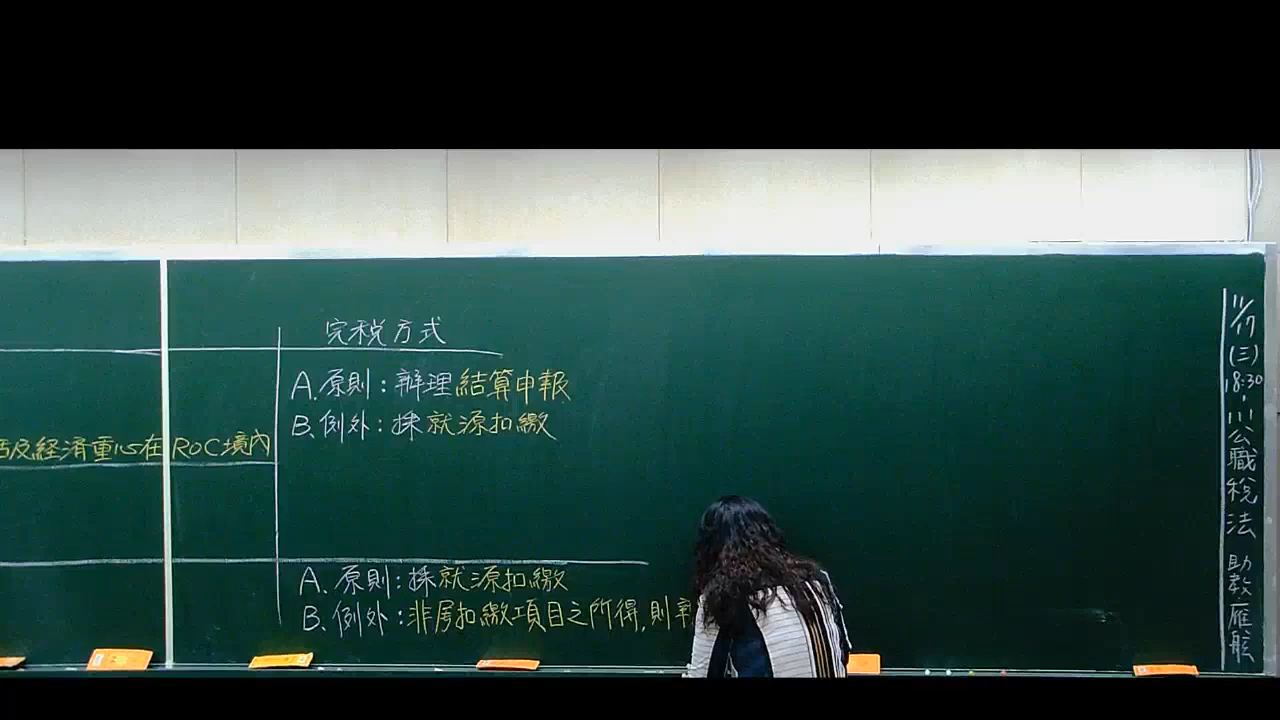 完稅方式
A.原則:辦理結算申報
B.例外:採就源扣繳
活及經濟重心在ROC境內
A.原則:採就源扣繳
B.例外:非屬扣繳項目之所得,則
11/17(三)18:30 公職稅法 助教.雁